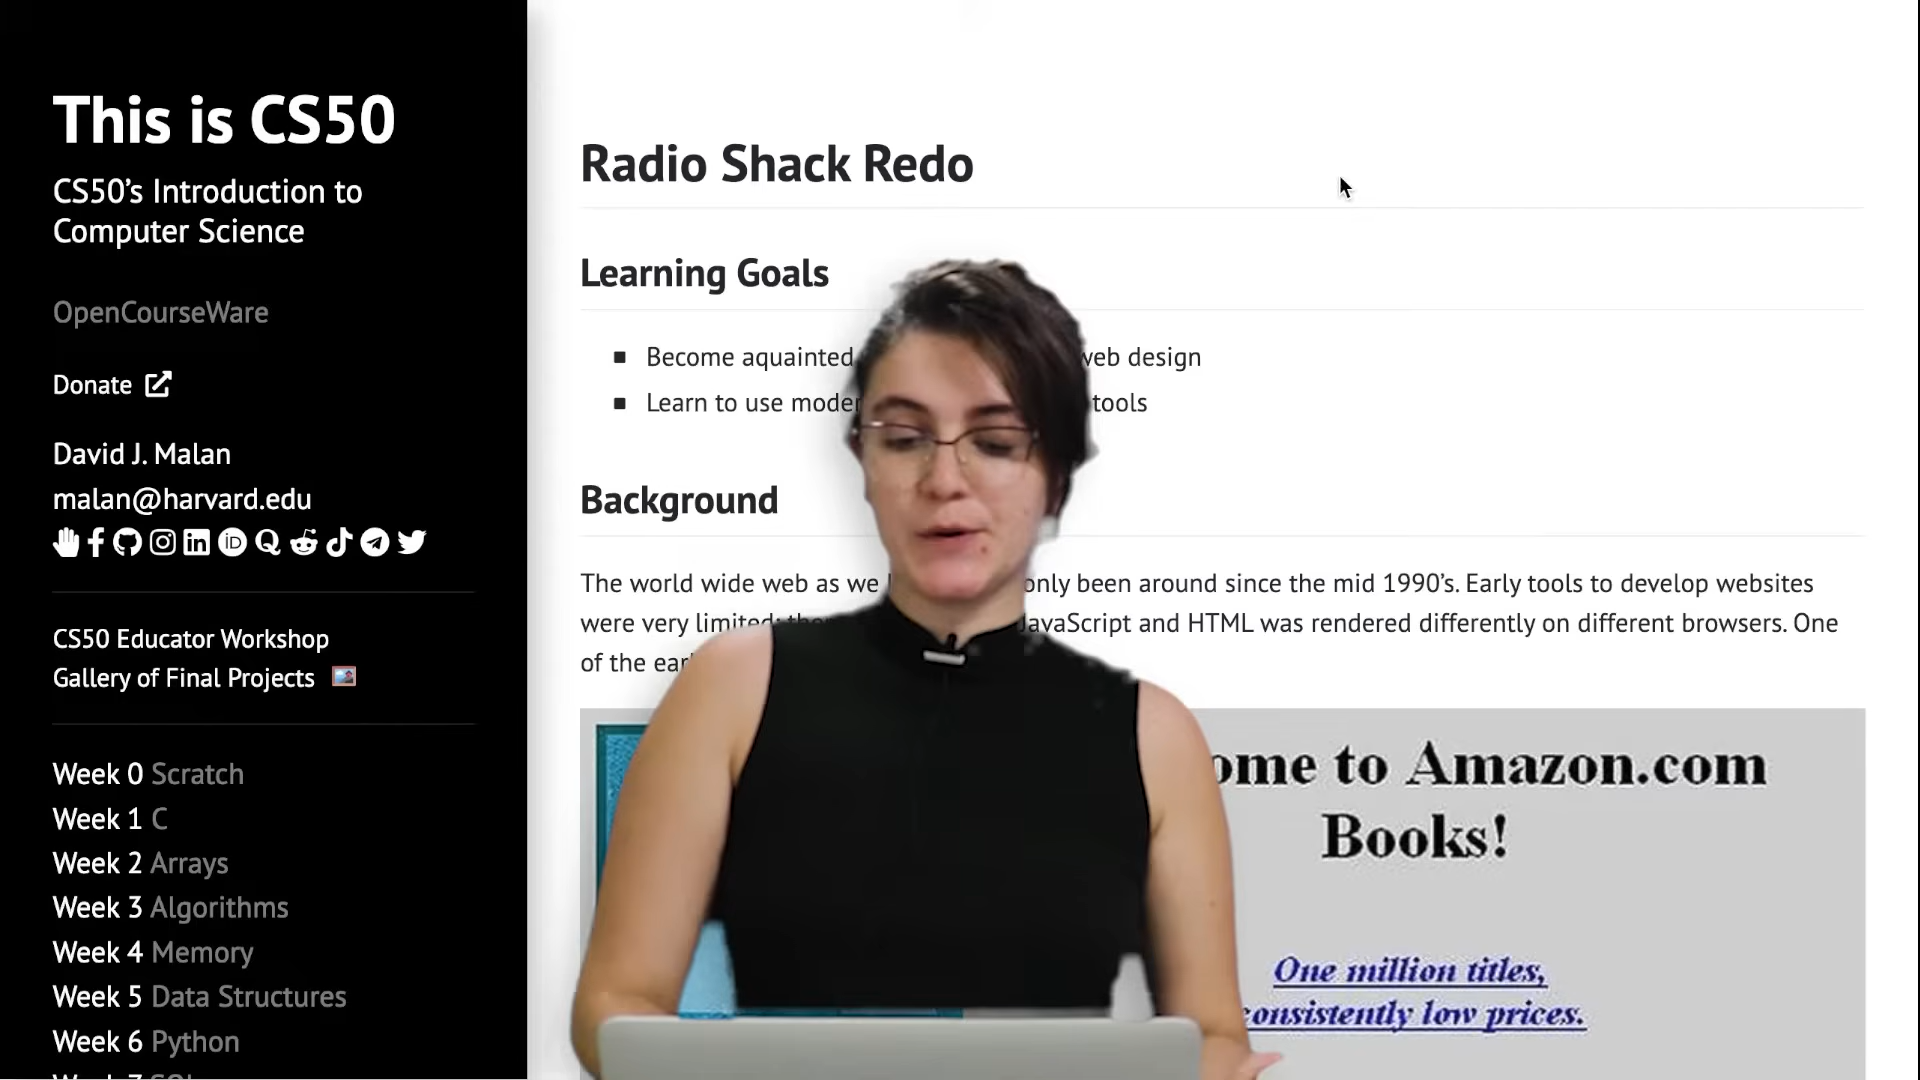 This is CS50
CS50’s Introduction to
Computer Science
OpenCourseWare
Donate
David J. Malan
malan@harvard.edu
CS50 Educator Workshop
Gallery of Final Projects
Week 0 Scratch
Week 1 C
Week 2 Arrays
Week 3 Algorithms
Week 4 Memory
Week 5 Data Structures
Week 6 Python
Radio Shack Redo
Learning Goals
Become aquainted web design
Learn to use tools
Background
The world wide web as we only been around since the mid 1990’s. Early tools to develop websites
were very limited; JavaScript and HTML was rendered differently on different browsers. One
of the
to Amazon.com
Books!
One million titles,
consistently low prices.